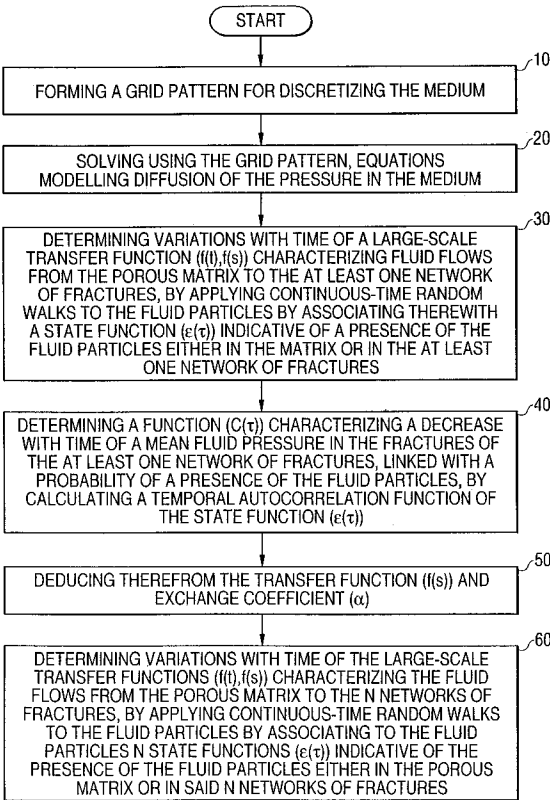 START
10
FORMING A GRID PATTERN FOR DISCRETIZING THE MEDIUM
20
SOLVING USING THE GRID PATTERN, EQUATIONS
MODELLING DIFFUSION OF THE PRESSURE IN THE MEDIUM
30
DETERMINING VARIATIONS WITH TIME OF A LARGE-SCALE
TRANSFER FUNCTION (f(t),f(s)) CHARACTERIZING FLUID FLOWS
FROM THE POROUS MATRIX TO THE AT LEAST ONE NETWORK
OF FRACTURES, BY APPLYING CONTINUOUS-TIME RANDOM
WALKS TO THE FLUID PARTICLES BY ASSOCIATING THEREWITH
A STATE FUNCTION (ε(τ)) INDICATIVE OF A PRESENCE OF THE
FLUID PARTICLES EITHER IN THE MATRIX OR IN THE AT LEAST
ONE NETWORK OF FRACTURES
40
DETERMINING A FUNCTION (C(τ)) CHARACTERIZING A DECREASE
WITH TIME OF A MEAN FLUID PRESSURE IN THE FRACTURES OF
THE AT LEAST ONE NETWORK OF FRACTURES, LINKED WITH A
PROBABILITY OF A PRESENCE OF THE FLUID PARTICLES, BY
CALCULATING A TEMPORAL AUTOCORRELATION FUNCTION OF
THE STATE FUNCTION (ε(τ))
50
DEDUCING THEREFROM THE TRANSFER FUNCTION (f(s)) AND
EXCHANGE COEFFICIENT (α)
60
DETERMINING VARIATIONS WITH TIME OF THE LARGE-SCALE
TRANSFER FUNCTIONS (f(t),f(s)) CHARACTERIZING THE FLUID
FLOWS FROM THE POROUS MATRIX TO THE N NETWORKS OF
FRACTURES, BY APPLYING CONTINUOUS-TIME RANDOM WALKS
TO THE FLUID PARTICLES BY ASSOCIATING TO THE FLUID
PARTICLES N STATE FUNCTIONS (ε(τ)) INDICATIVE OF THE
PRESENCE OF THE FLUID PARTICLES EITHER IN THE POROUS
MATRIX OR IN SAID N NETWORKS OF FRACTURES